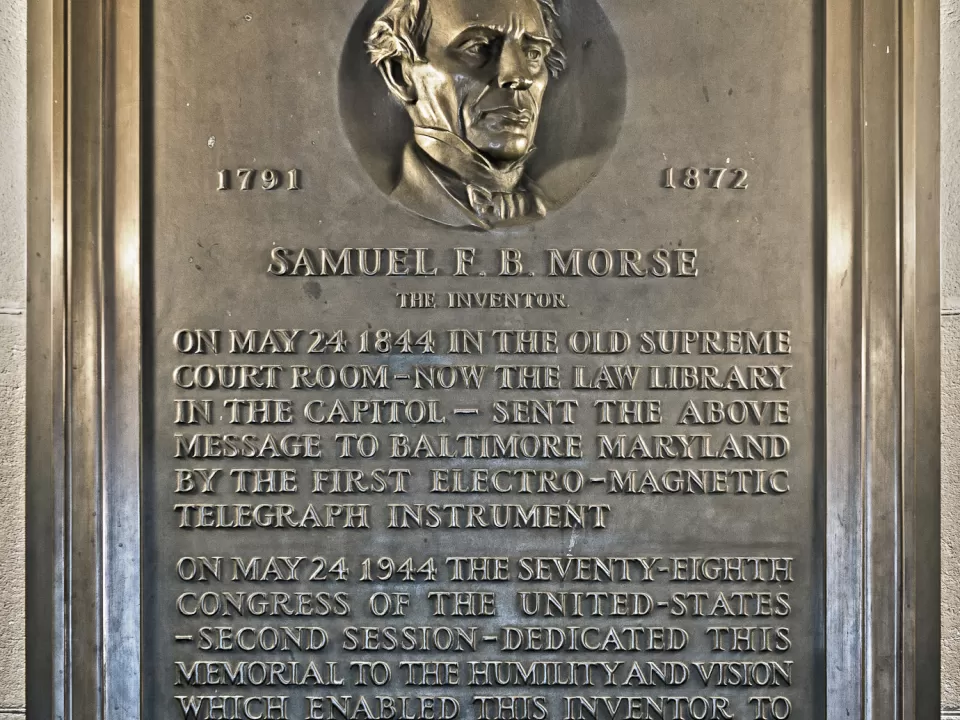 1791 1872
SAMUEL F. B. MORSE
THE INVENTOR
ON MAY 24 1844 IN THE OLD SUPREME
COURT ROOM-NOW THE LAW LIBRARY
IN THE CAPITOL - SENT THE ABOVE
MESSAGE TO BALTIMORE MARYLAND
BY THE FIRST ELECTRO-MAGNETIC
TELEGRAPH INSTRUMENT
ON MAY 24 1944 THE SEVENTY-EIGHTH
CONGRESS OF THE UNITED-STATES
-SECOND SESSION-DEDICATED THIS
MEMORIAL TO THE HUMILITY AND VISION
WHICH ENABLED THIS INVENTOR TO